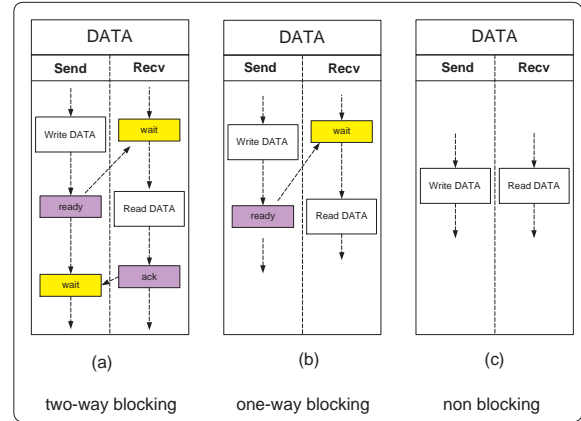 DATA
Send Recv
Write DATA
wait
ready
Read DATA
wait
ack
(a)
two-way blocking
DATA
Send Recv
Write DATA
wait
ready
Read DATA
(b)
one-way blocking
DATA
Send Recv
Write DATA Read DATA
(c)
non blocking